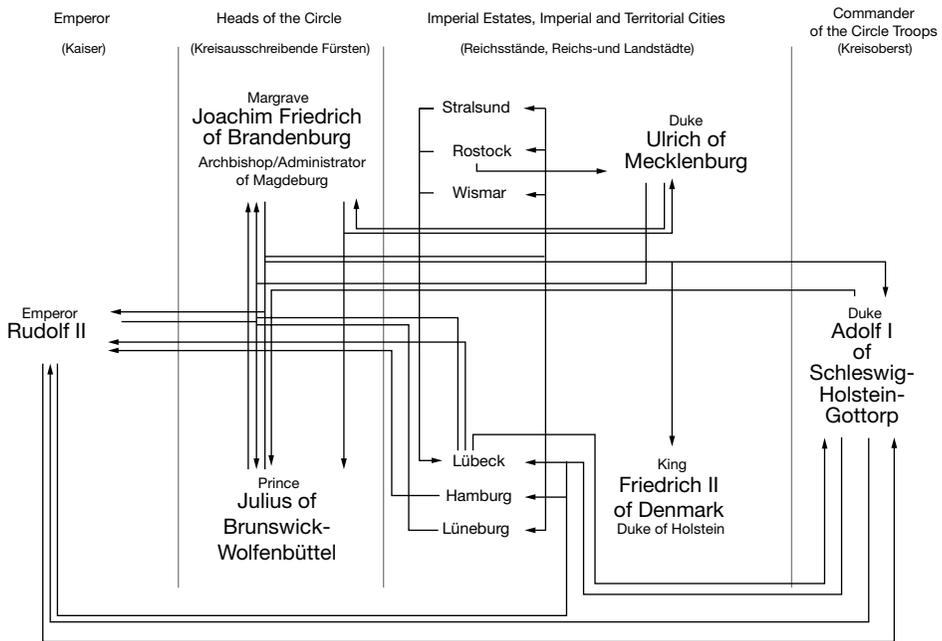 Emperor
(Kaiser)
Heads of the Circle
(Kreisausschreibende Fürsten)
Imperial Estates, Imperial and Territorial Cities
(Reichsstände, Reichs-und Landstädte)
Commander
of the Circle Troops
(Kreisoberst)
Margrave
Joachim Friedrich
of Brandenburg
Archbishop/Administrator
of Magdeburg
Stralsund
Rostock
Wismar
Duke
Ulrich of
Mecklenburg
Emperor
Rudolf II
Duke
Adolf I
of
Schleswig-
Holstein-
Gottorp
Prince
Julius of
Brunswick-
Wolfenbüttel
Lübeck
Hamburg
Lüneburg
King
Friedrich II
of Denmark
Duke of Holstein